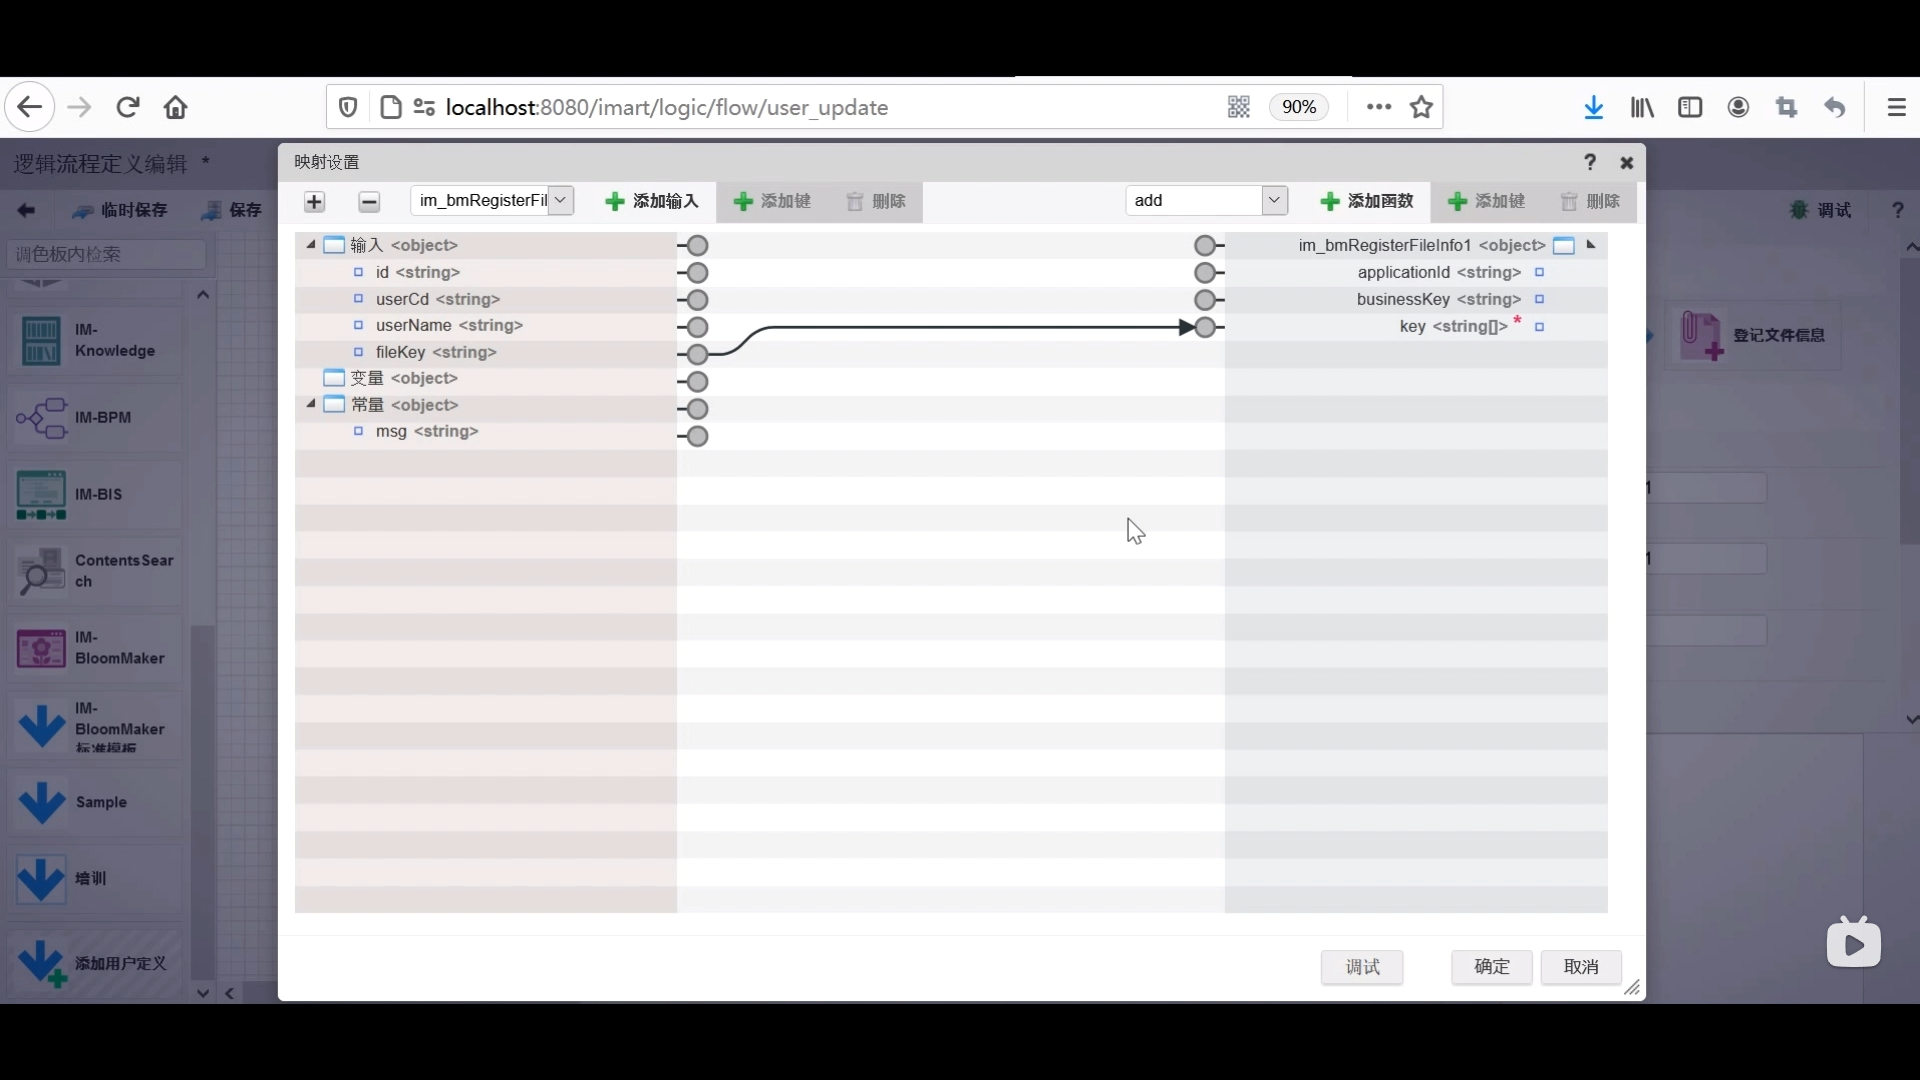 localhost:8080/imart/logic/flow/user_update
90%
逻辑流程定义编辑 *
映射设置
?
临时保存
保存
im_bmRegisterFil
添加输入
添加键
删除
add
添加函数
添加键
删除
调试
?
调色板内检索
输入 <object>
id <string>
userCd <string>
userName <string>
fileKey <string>
变量 <object>
常量 <object>
msg <string>
im_bmRegisterFileInfo1 <object>
applicationId <string>
businessKey <string>
key <string[]> *
IM-
Knowledge
IM-BPM
IM-BIS
ContentsSear
ch
IM-
BloomMaker
IM-
BloomMaker
标准模板
Sample
培训
添加用户定义
登记文件信息
1
1
调试
确定
取消